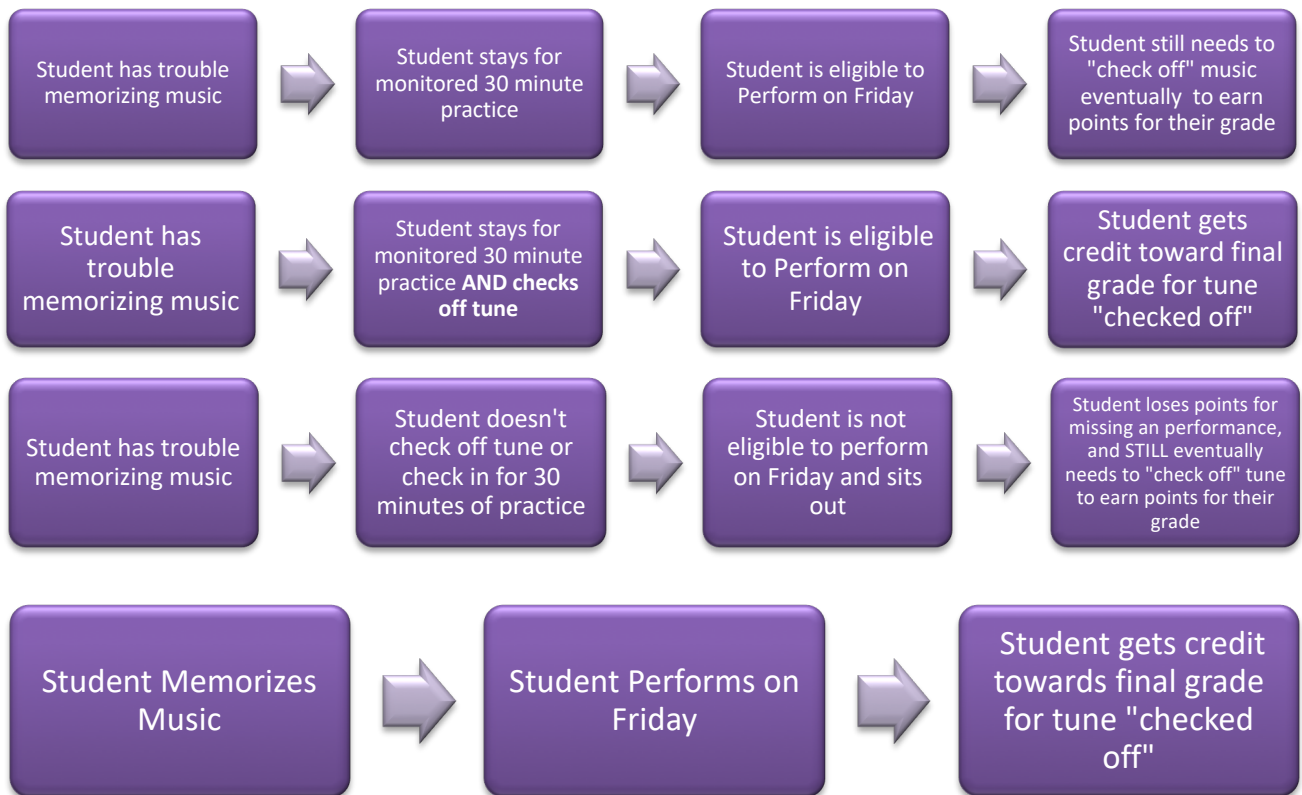 Student has trouble
memorizing music
Student stays for
monitored 30 minute
practice
Student is eligible to
Perform on Friday
Student still needs to
"check off" music
eventually to earn
points for their grade
Student has
trouble
memorizing music
Student stays for
monitored 30 minute
practice AND checks
off tune
Student is eligible
to Perform on
Friday
Student gets
credit toward final
grade for tune
"checked off"
Student has trouble
memorizing music
Student doesn't
check off tune or
check in for 30
minutes of practice
Student is not
eligible to perform
on Friday and sits
out
Student loses points for
missing an performance,
and STILL eventually
needs to "check off" tune
to earn points for their
grade
Student Memorizes
Music
Student Performs on
Friday
Student gets credit
towards final grade
for tune "checked
off"